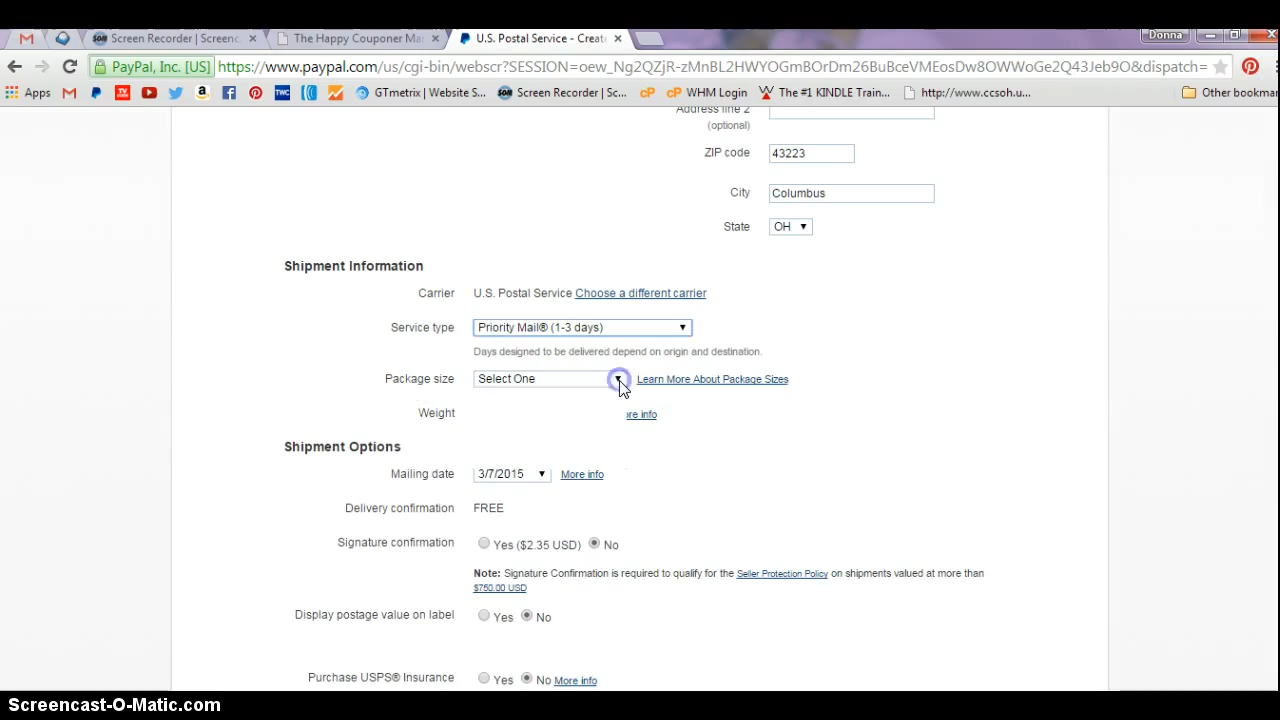 Donna
Screen Recorder | Screenc
The Happy Couponer Ma
U.S. Postal Service - Creat
PayPal, Inc. [US] https://www.paypal.com/us/cgi-bin/webscr?SESSION=oew_Ng2QZjR-zMnBL2HWYOGmBOrDm26BuBceVMEosDw8OWWoGe2Q43Jeb9O&dispatch=
Apps GTmetrix | Website S... Screen Recorder | Sc... WHM Login The #1 KINDLE Train... http://www.ccsoh.u... Other bookmar
Address line 2
(optional)
ZIP code 43223
City Columbus
State OH
Shipment Information
Carrier U.S. Postal Service Choose a different carrier
Service type Priority Mail® (1-3 days)
Days designed to be delivered depend on origin and destination.
Package size Select One Learn More About Package Sizes
Weight re info
Shipment Options
Mailing date 3/7/2015 More info
Delivery confirmation FREE
Signature confirmation Yes ($2.35 USD) No
Note: Signature Confirmation is required to qualify for the Seller Protection Policy on shipments valued at more than
$750.00 USD
Display postage value on label Yes No
Purchase USPS® Insurance Yes No More info
Screencast-O-Matic.com